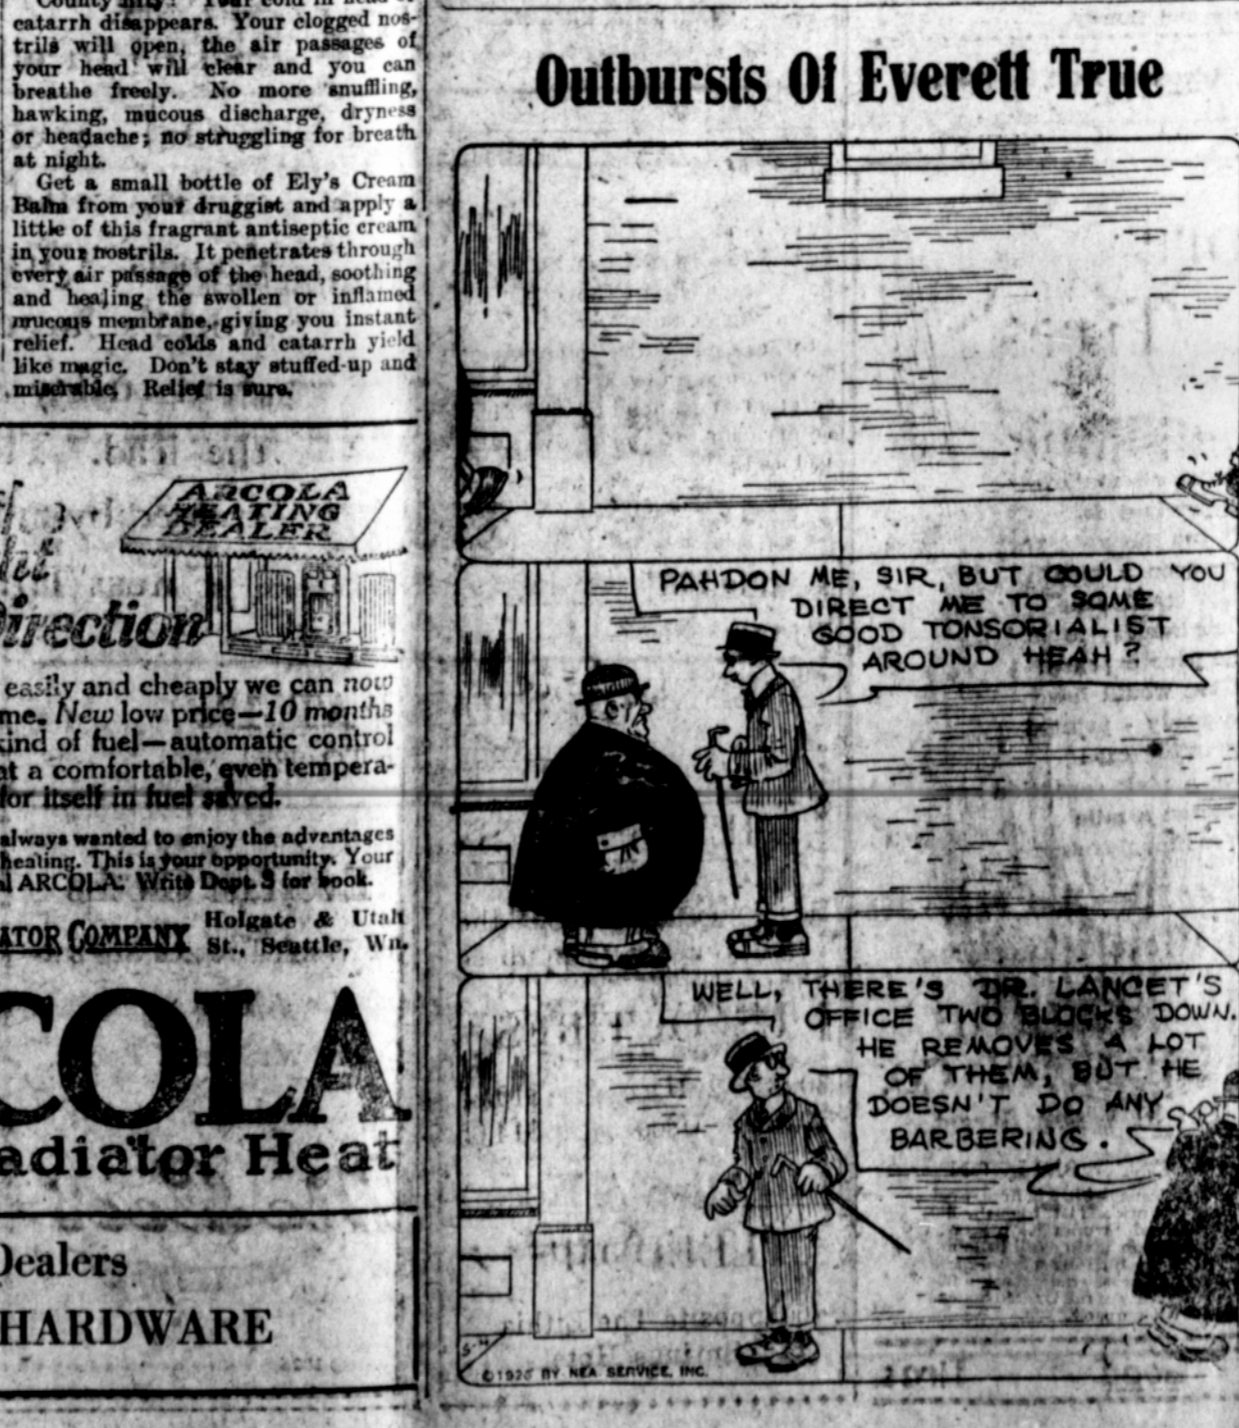 catarrh disappears. Your clogged nos-
trils will open, the air passages of
your head will clear and you can
breathe freely. No more snuffling,
hawking, mucous discharge, dryness
or headache; no struggling for breath
at night.
Get a small bottle of Ely's Cream
Balm from your druggist and apply a
little of this fragrant antiseptic cream
in your nostrils. It penetrates through
every air passage of the head, soothing
and healing the swollen or inflamed
mucous membrane, giving you instant
relief. Head colds and catarrh yield
like magic. Don't stay stuffed-up and
miserable. Relief is sure.
ARCOLA
HEATING
DEALER
irection
easily and cheaply we can now
me. New low price—10 months
kind of fuel—automatic control
at a comfortable, even tempera-
for itself in fuel saved.
always wanted to enjoy the advantages
heating. This is your opportunity. Your
ARCOLA. Write Dept. S for book.
ATOR COMPANY Holgate & Utah
St., Seattle, Wn.
COLA
adiator Heat
Dealers
HARDWARE
Outbursts Of Everett True
PAHDON ME, SIR, BUT COULD YOU
DIRECT ME TO SOME
GOOD TONSORIALIST
AROUND HEAH?
WELL, THERE'S DR. LANCET'S
OFFICE TWO BLOCKS DOWN.
HE REMOVES A LOT
OF THEM, BUT HE
DOESN'T DO ANY
BARBERING.
©1925 BY NEA SERVICE, INC.